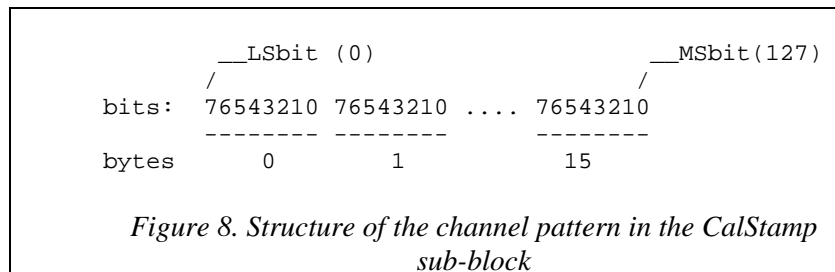 __LSbit (0) __MSbit(127)
/ /
bits: 76543210 76543210 .... 76543210
-------- -------- --------
bytes 0 1 15
Figure 8. Structure of the channel pattern in the CalStamp
sub-block